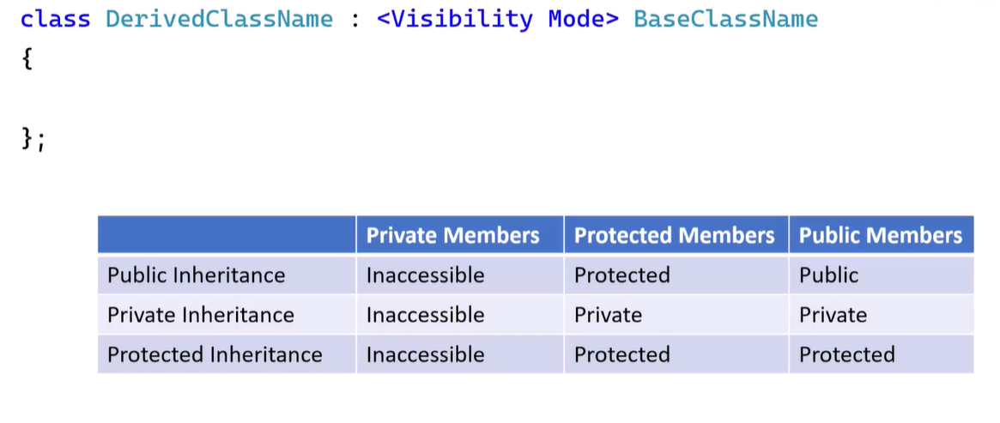 class DerivedClassName : <Visibility Mode> BaseClassName
{
};
Private Members Protected Members Public Members
Public Inheritance Inaccessible Protected Public
Private Inheritance Inaccessible Private Private
Protected Inheritance Inaccessible Protected Protected